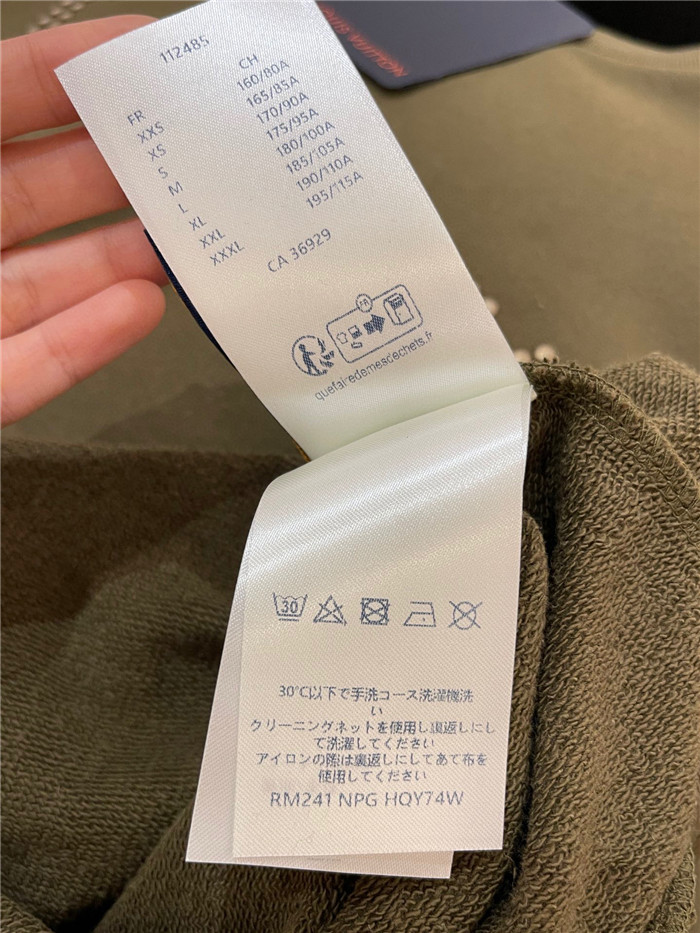 LOUIS VUITTON
112485
FR CH
XXS 160/80A
XS 165/85A
S 170/90A
M 175/95A
L 180/100A
XL 185/105A
XXL 190/110A
XXXL 195/115A
CA 36929
FR
quefairedemesdechets.fr
30
30°C以下で手洗コース洗濯機洗
い
クリーニングネットを使用し裏返しにし
て洗濯してください
アイロンの際は裏返しにしてあて布を
使用してください
RM241 NPG HQY74W